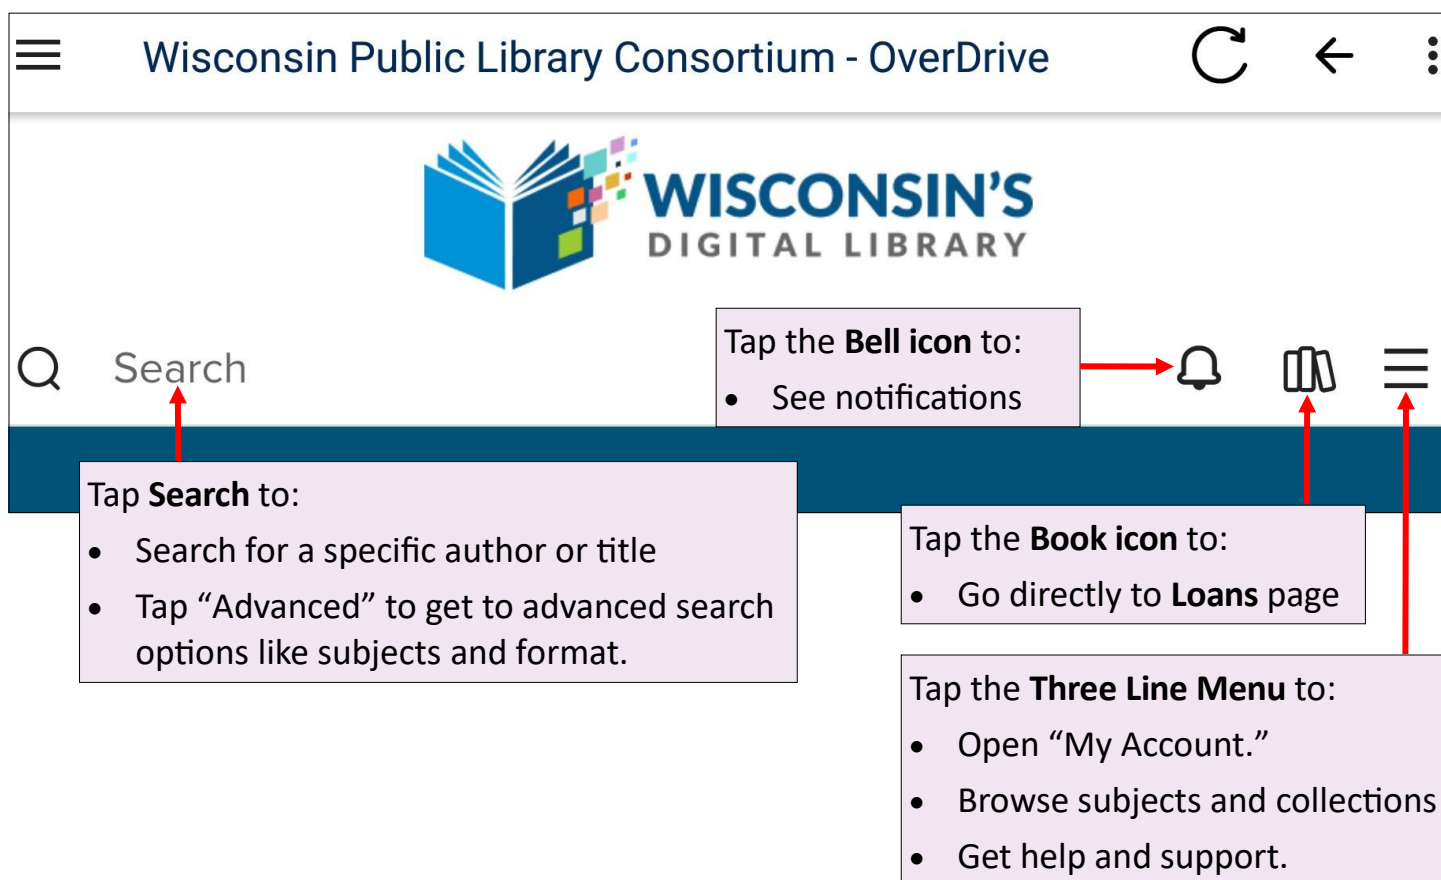 Wisconsin Public Library Consortium - OverDrive
WISCONSIN’S
DIGITAL LIBRARY
Search
Tap the Bell icon to:
• See notifications
Tap Search to:
• Search for a specific author or title
• Tap “Advanced” to get to advanced search
options like subjects and format.
Tap the Book icon to:
• Go directly to Loans page
Tap the Three Line Menu to:
• Open “My Account.”
• Browse subjects and collections
• Get help and support.